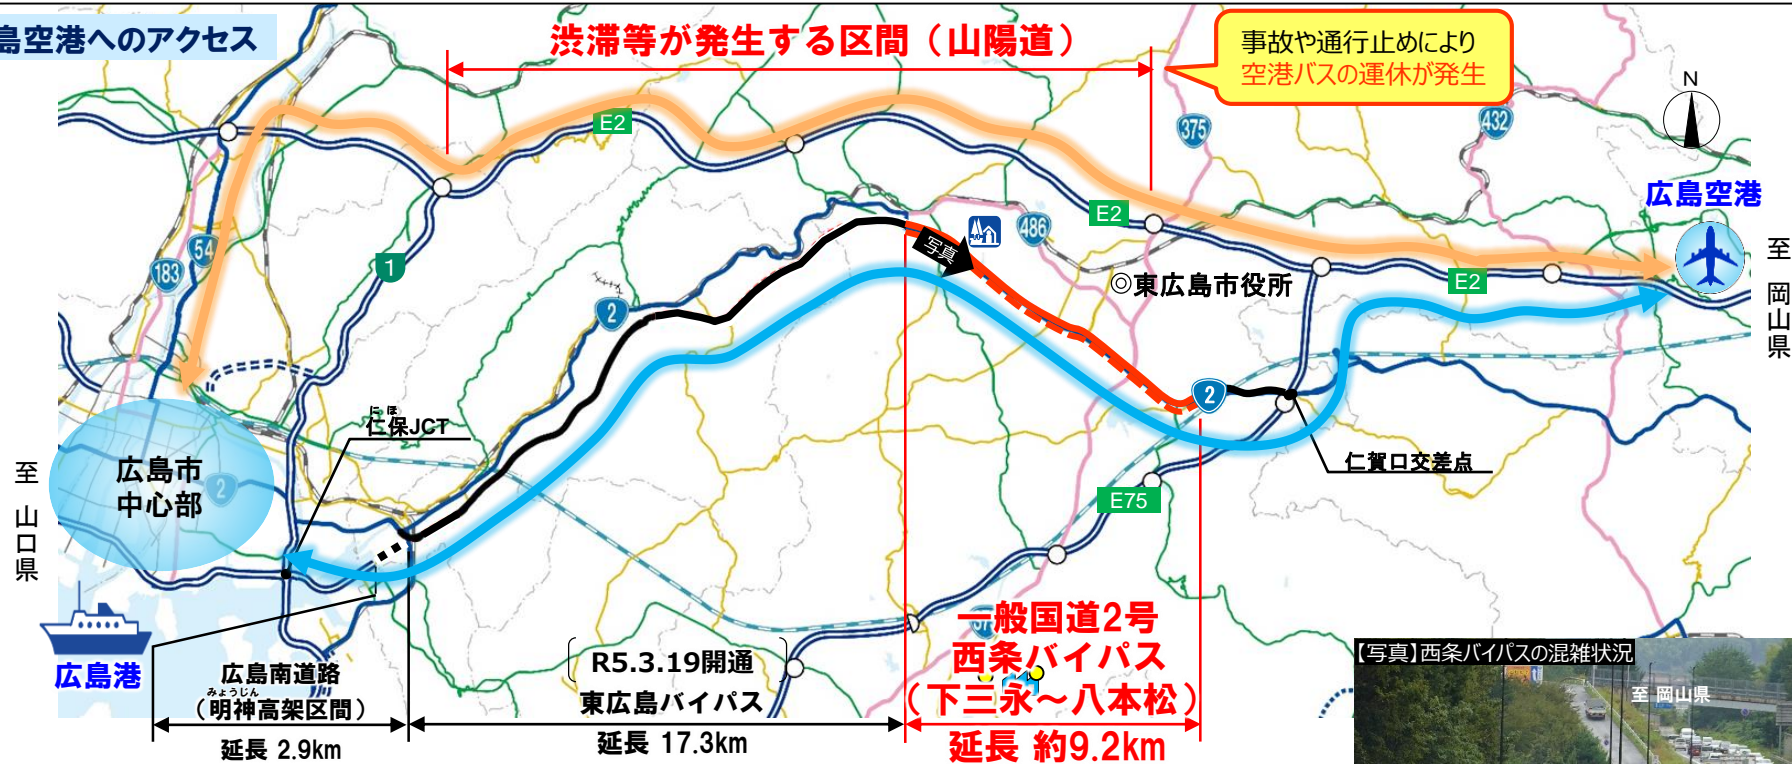 島空港へのアクセス
渋滞等が発生する区間（山陽道）
事故や通行止めにより
空港バスの運休が発生
N
E2
375
432
広島空港
至 岡山県
54
183
1
2
写真
486
E2
◎東広島市役所
E2
2
仁賀口交差点
E75
にほ
仁保JCT
広島市
中心部
2
至 山口県
広島港
広島南道路
みょうじん
（明神高架区間）
延長 2.9km
R5.3.19開通
東広島バイパス
延長 17.3km
一般国道2号
西条バイパス
（下三永～八本松）
延長 約9.2km
【写真】西条バイパスの混雑状況
至 岡山県